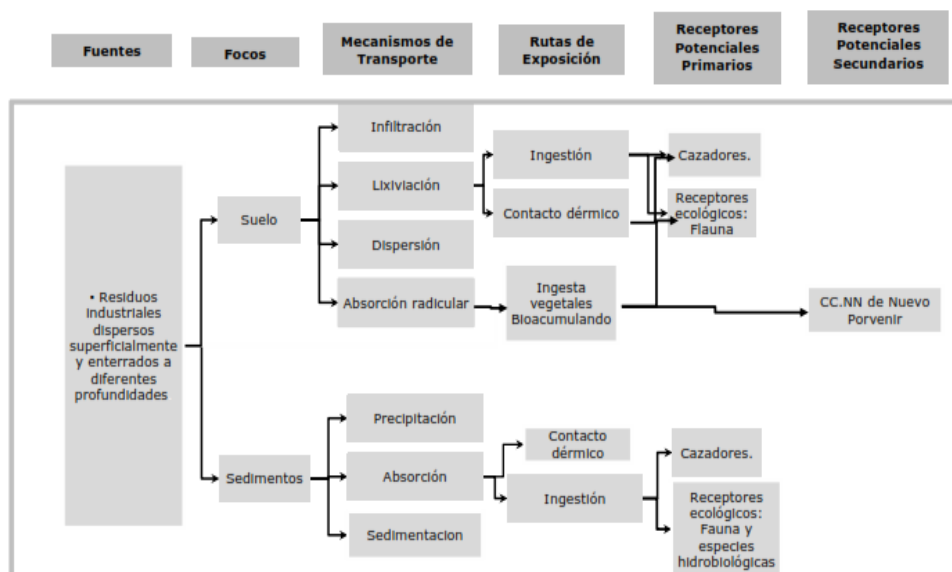 Fuentes
Focos
Mecanismos de
Transporte
Rutas de
Exposición
Receptores
Potenciales
Primarios
Receptores
Potenciales
Secundarios
▪ Residuos
industriales
dispersos
superficialmente
y enterrados a
diferentes
profundidades
Suelo
Infiltración
Lixiviación
Dispersión
Absorción radicular
Ingestión
Contacto dérmico
Ingesta
vegetales
Bioacumulando
Cazadores.
Receptores
ecológicos:
Flauna
CC.NN de Nuevo
Porvenir
Sedimentos
Precipitación
Absorción
Sedimentacion
Contacto
dérmico
Ingestión
Cazadores.
Receptores
ecológicos:
Fauna y
especies
hidrobiológicas